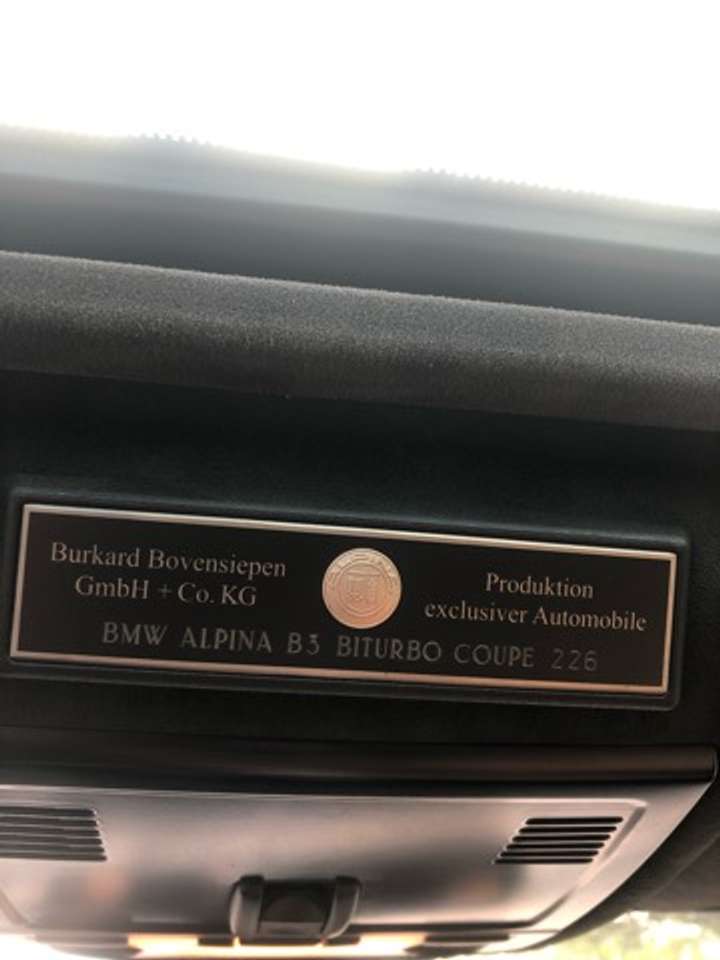 Burkard Bovensiepen
GmbH + Co. KG
Produktion
exclusiver Automobile
BMW ALPINA B3 BITURBO COUPE 226